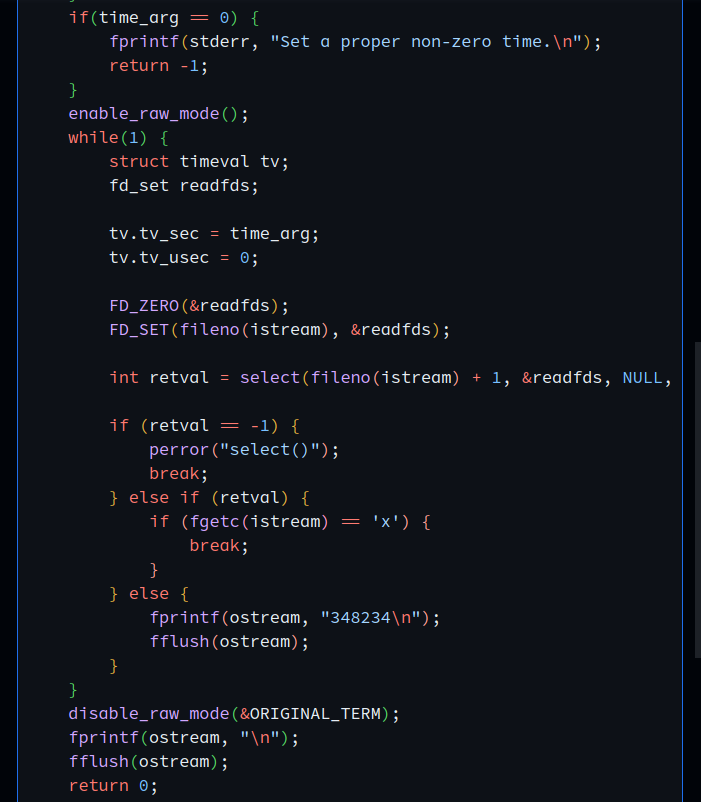 if(time_arg == 0) {
fprintf(stderr, "Set a proper non-zero time.\n");
return -1;
}
enable_raw_mode();
while(1) {
struct timeval tv;
fd_set readfds;
tv.tv_sec = time_arg;
tv.tv_usec = 0;
FD_ZERO(&readfds);
FD_SET(fileno(istream), &readfds);
int retval = select(fileno(istream) + 1, &readfds, NULL,
if (retval == -1) {
perror("select()");
break;
} else if (retval) {
if (fgetc(istream) == 'x') {
break;
}
} else {
fprintf(ostream, "348234\n");
fflush(ostream);
}
}
disable_raw_mode(&ORIGINAL_TERM);
fprintf(ostream, "\n");
fflush(ostream);
return 0;